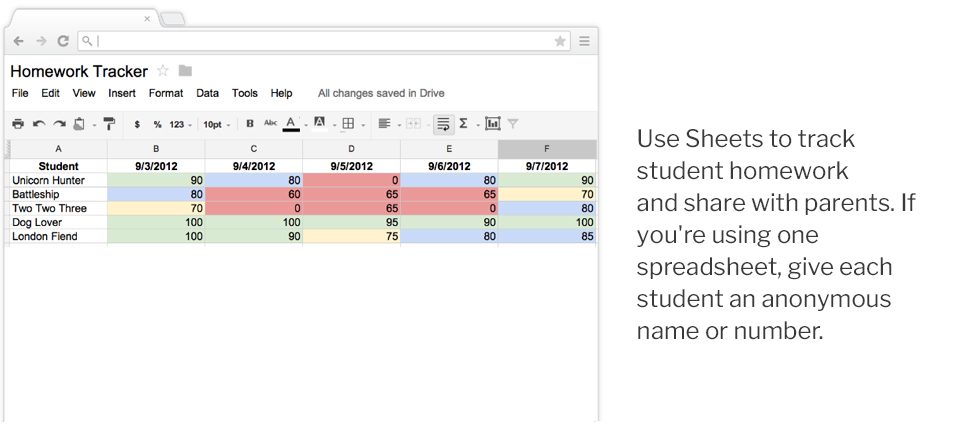 Homework Tracker
File Edit View Insert Format Data Tools Help All changes saved in Drive
$ % 123 10pt B Abc A A Σ
A B C D E F
Student 9/3/2012 9/4/2012 9/5/2012 9/6/2012 9/7/2012
Unicorn Hunter 90 80 0 80 90
Battleship 80 60 65 65 70
Two Two Three 70 0 65 0 80
Dog Lover 100 100 95 90 100
London Fiend 100 90 75 80 85
Use Sheets to track
student homework
and share with parents. If
you're using one
spreadsheet, give each
student an anonymous
name or number.